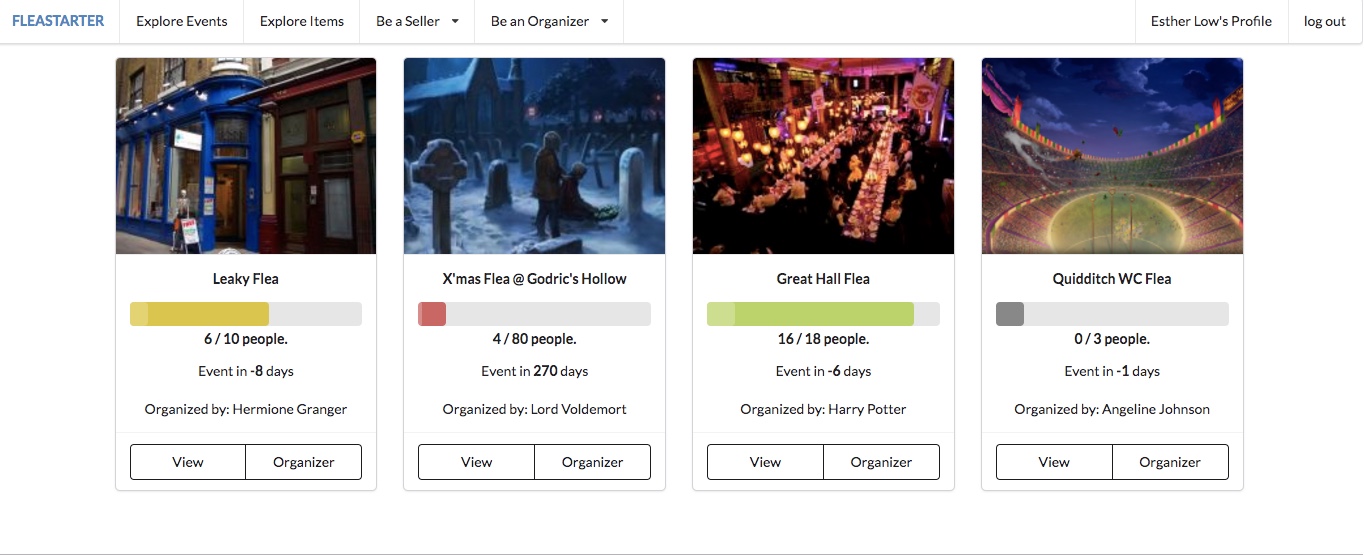 FLEASTARTER
Explore Events
Explore Items
Be a Seller
Be an Organizer
Esther Low's Profile
log out
Leaky Flea
6 / 10 people.
Event in -8 days
Organized by: Hermione Granger
View
Organizer
X'mas Flea @ Godric's Hollow
4 / 80 people.
Event in 270 days
Organized by: Lord Voldemort
View
Organizer
Great Hall Flea
16 / 18 people.
Event in -6 days
Organized by: Harry Potter
View
Organizer
Quidditch WC Flea
0 / 3 people.
Event in -1 days
Organized by: Angeline Johnson
View
Organizer